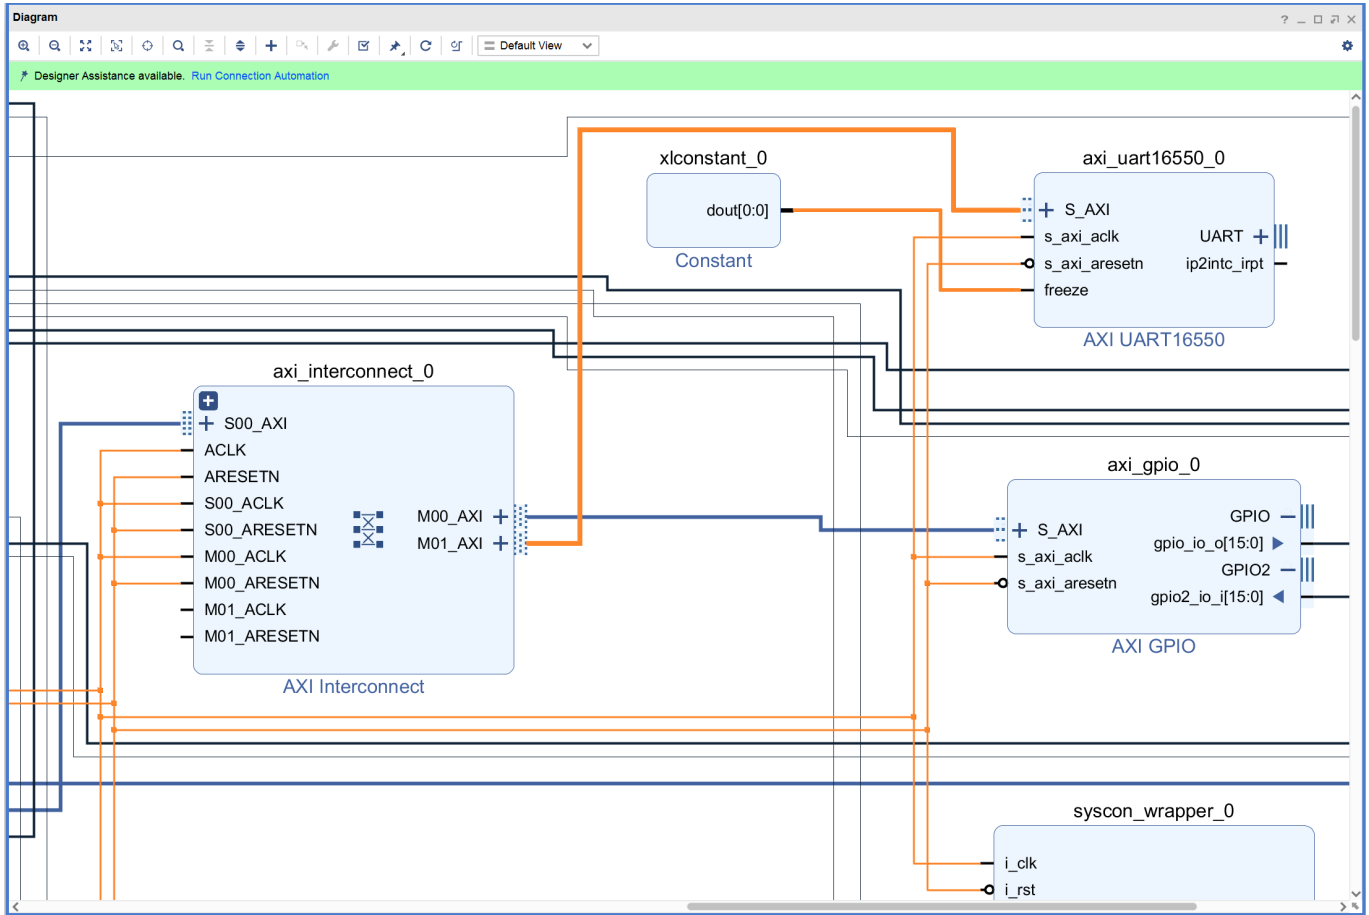 Diagram
Default View
Designer Assistance available. Run Connection Automation
xlconstant_0
dout[0:0]
Constant
axi_uart16550_0
S_AXI
s_axi_aclk
s_axi_aresetn
freeze
UART
ip2intc_irpt
AXI UART16550
axi_interconnect_0
S00_AXI
ACLK
ARESETN
S00_ACLK
S00_ARESETN
M00_ACLK
M00_ARESETN
M01_ACLK
M01_ARESETN
M00_AXI
M01_AXI
AXI Interconnect
axi_gpio_0
S_AXI
s_axi_aclk
s_axi_aresetn
GPIO
gpio_io_o[15:0]
GPIO2
gpio2_io_i[15:0]
AXI GPIO
syscon_wrapper_0
i_clk
i_rst